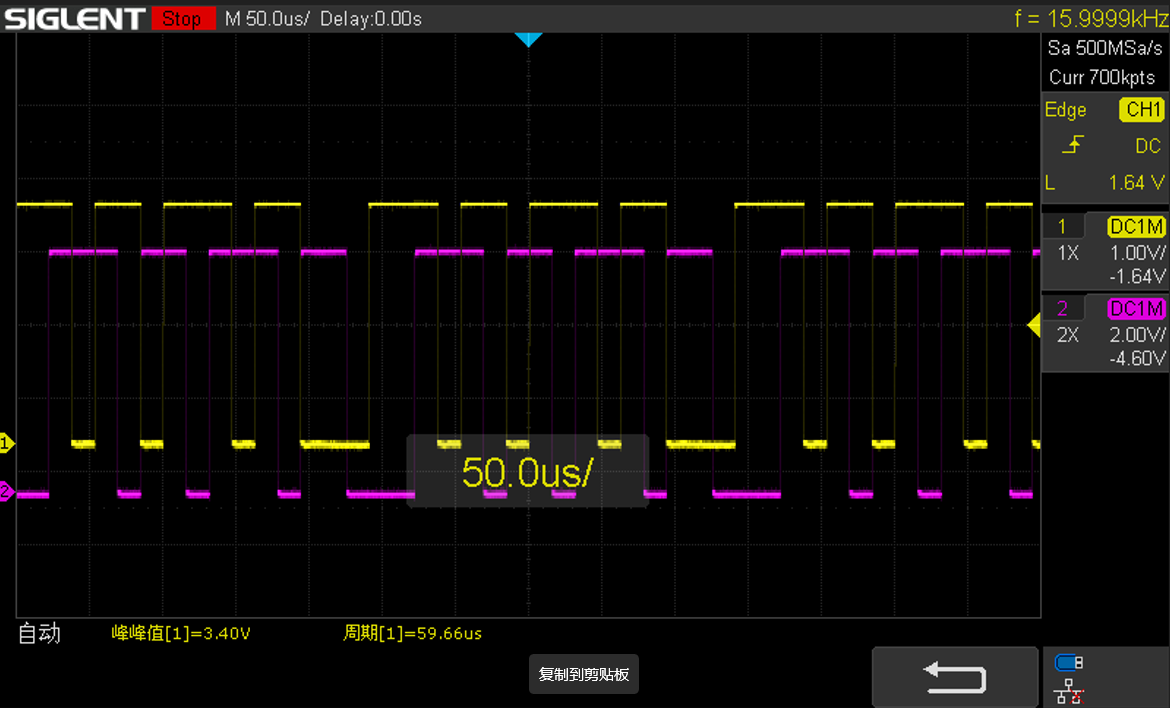 SIGLENT Stop M 50.0us/ Delay:0.00s f = 15.9999kHz
Sa 500MSa/s
Curr 700kpts
Edge CH1
DC
L 1.64 V
1 DC1M
1X 1.00V/
-1.64V
2 DC1M
2X 2.00V/
-4.60V
1
50.0us/
2
自动 峰峰值[1]=3.40V 周期[1]=59.66us
复制到剪贴板